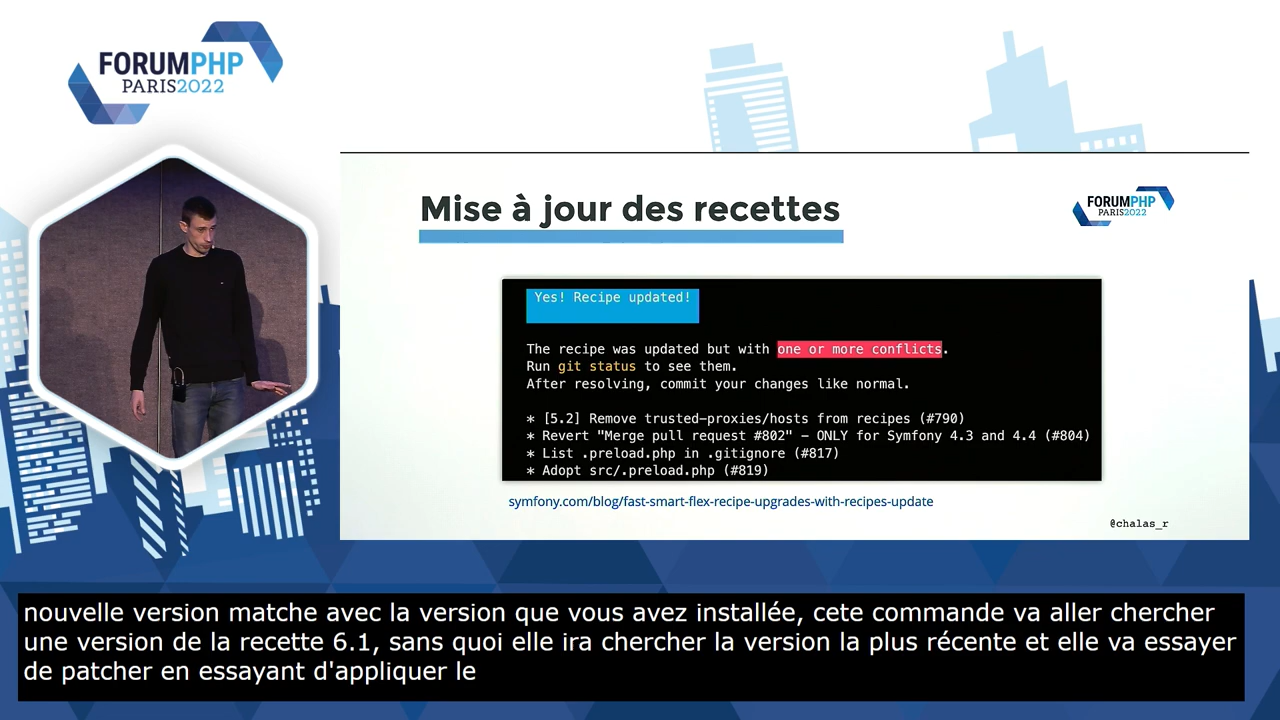 FORUMPHP
PARIS2022
Mise à jour des recettes
FORUMPHP
PARIS2022
Yes! Recipe updated!
The recipe was updated but with one or more conflicts.
Run git status to see them.
After resolving, commit your changes like normal.
* [5.2] Remove trusted-proxies/hosts from recipes (#790)
* Revert "Merge pull request #802" – ONLY for Symfony 4.3 and 4.4 (#804)
* List .preload.php in .gitignore (#817)
* Adopt src/.preload.php (#819)
symfony.com/blog/fast-smart-flex-recipe-upgrades-with-recipes-update
@chalas_r
nouvelle version matche avec la version que vous avez installée, cete commande va aller chercher
une version de la recette 6.1, sans quoi elle ira chercher la version la plus récente et elle va essayer
de patcher en essayant d'appliquer le